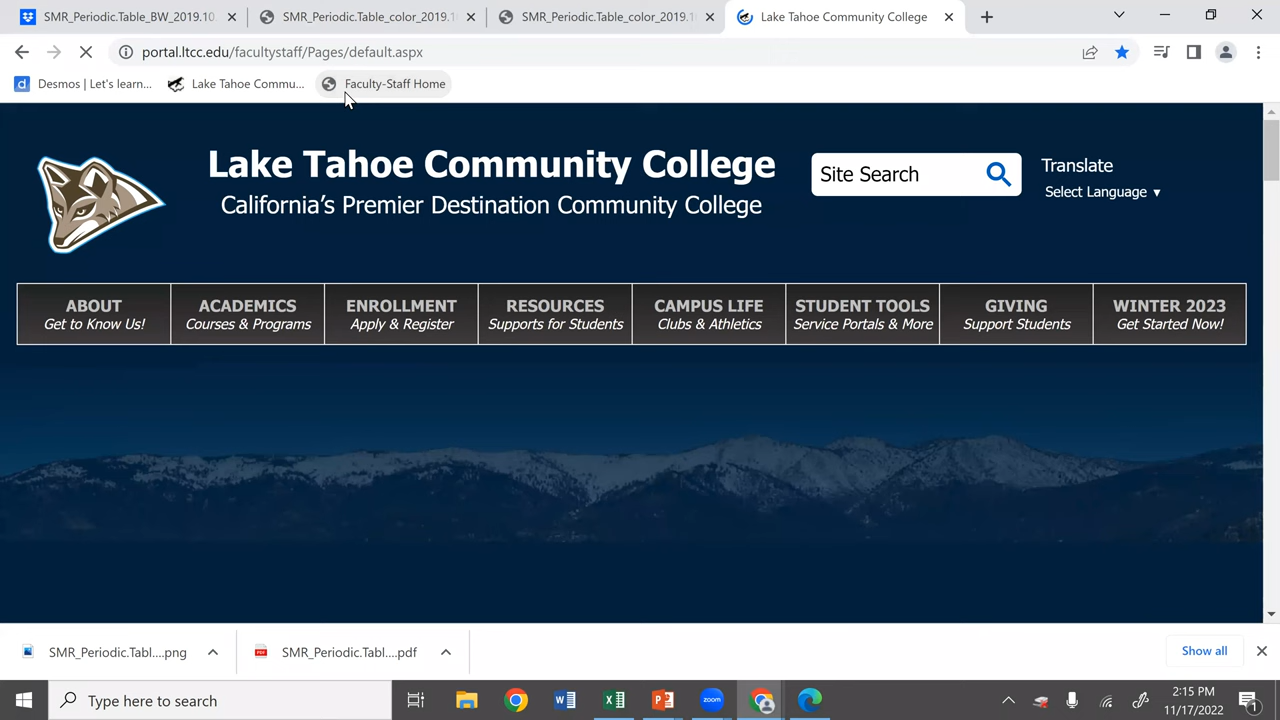 SMR_Periodic.Table_BW_2019.10.
SMR_Periodic.Table_color_2019.1
SMR_Periodic.Table_color_2019.1
Lake Tahoe Community College
portal.ltcc.edu/facultystaff/Pages/default.aspx
Desmos | Let's learn...
Lake Tahoe Commu...
Faculty-Staff Home
Lake Tahoe Community College
California's Premier Destination Community College
Site Search
Translate
Select Language ▼
ABOUT
Get to Know Us!
ACADEMICS
Courses & Programs
ENROLLMENT
Apply & Register
RESOURCES
Supports for Students
CAMPUS LIFE
Clubs & Athletics
STUDENT TOOLS
Service Portals & More
GIVING
Support Students
WINTER 2023
Get Started Now!
SMR_Periodic.Tabl....png
SMR_Periodic.Tabl....pdf
Show all
Type here to search
zoom
2:15 PM
11/17/2022
1